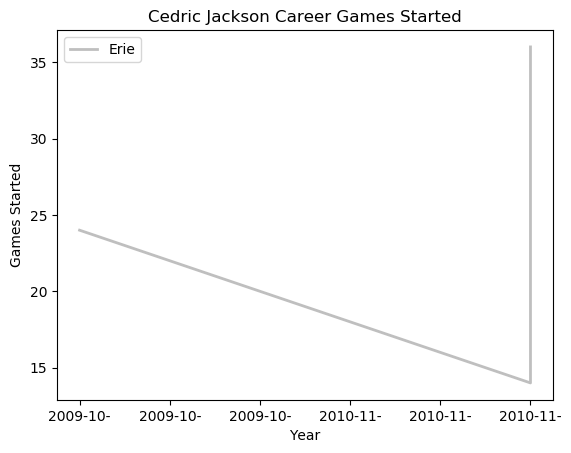 Cedric Jackson Career Games Started
Erie
35
30
25
20
15
Games Started
2009-10- 2009-10- 2009-10- 2010-11- 2010-11- 2010-11-
Year